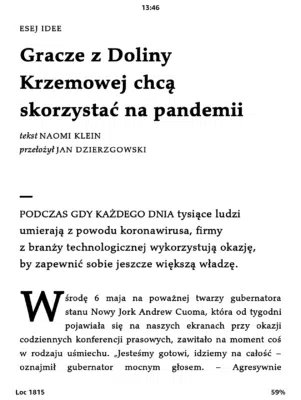 13:46
ESEJ IDEE
Gracze z Doliny
Krzemowej chcą
skorzystać na pandemii
tekst NAOMI KLEIN
przełożył JAN DZIERZGOWSKI
PODCZAS GDY KAŻDEGO DNIA tysiące ludzi
umierają z powodu koronawirusa, firmy
z branży technologicznej wykorzystują okazję,
by zapewnić sobie jeszcze większą władzę.
W środę 6 maja na poważnej twarzy gubernatora
stanu Nowy Jork Andrew Cuoma, która od tygodni
pojawiała się na naszych ekranach przy okazji
codziennych konferencji prasowych, zawitało na moment coś
w rodzaju uśmiechu. „Jesteśmy gotowi, idziemy na całość –
oznajmił gubernator mocnym głosem. – Agresywnie
Loc 1815 59%